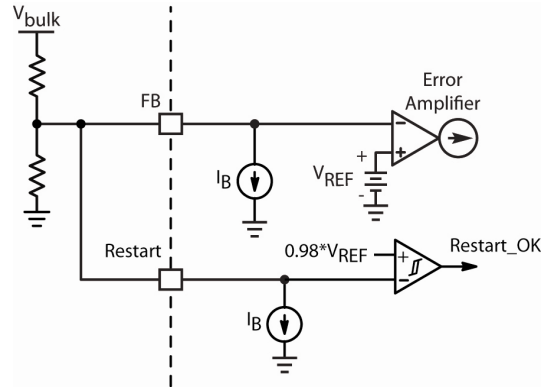 Vbulk
FB
Error
Amplifier
−
+
IB
+
VREF
-
Restart
0.98*VREF
+
−
Restart_OK
IB